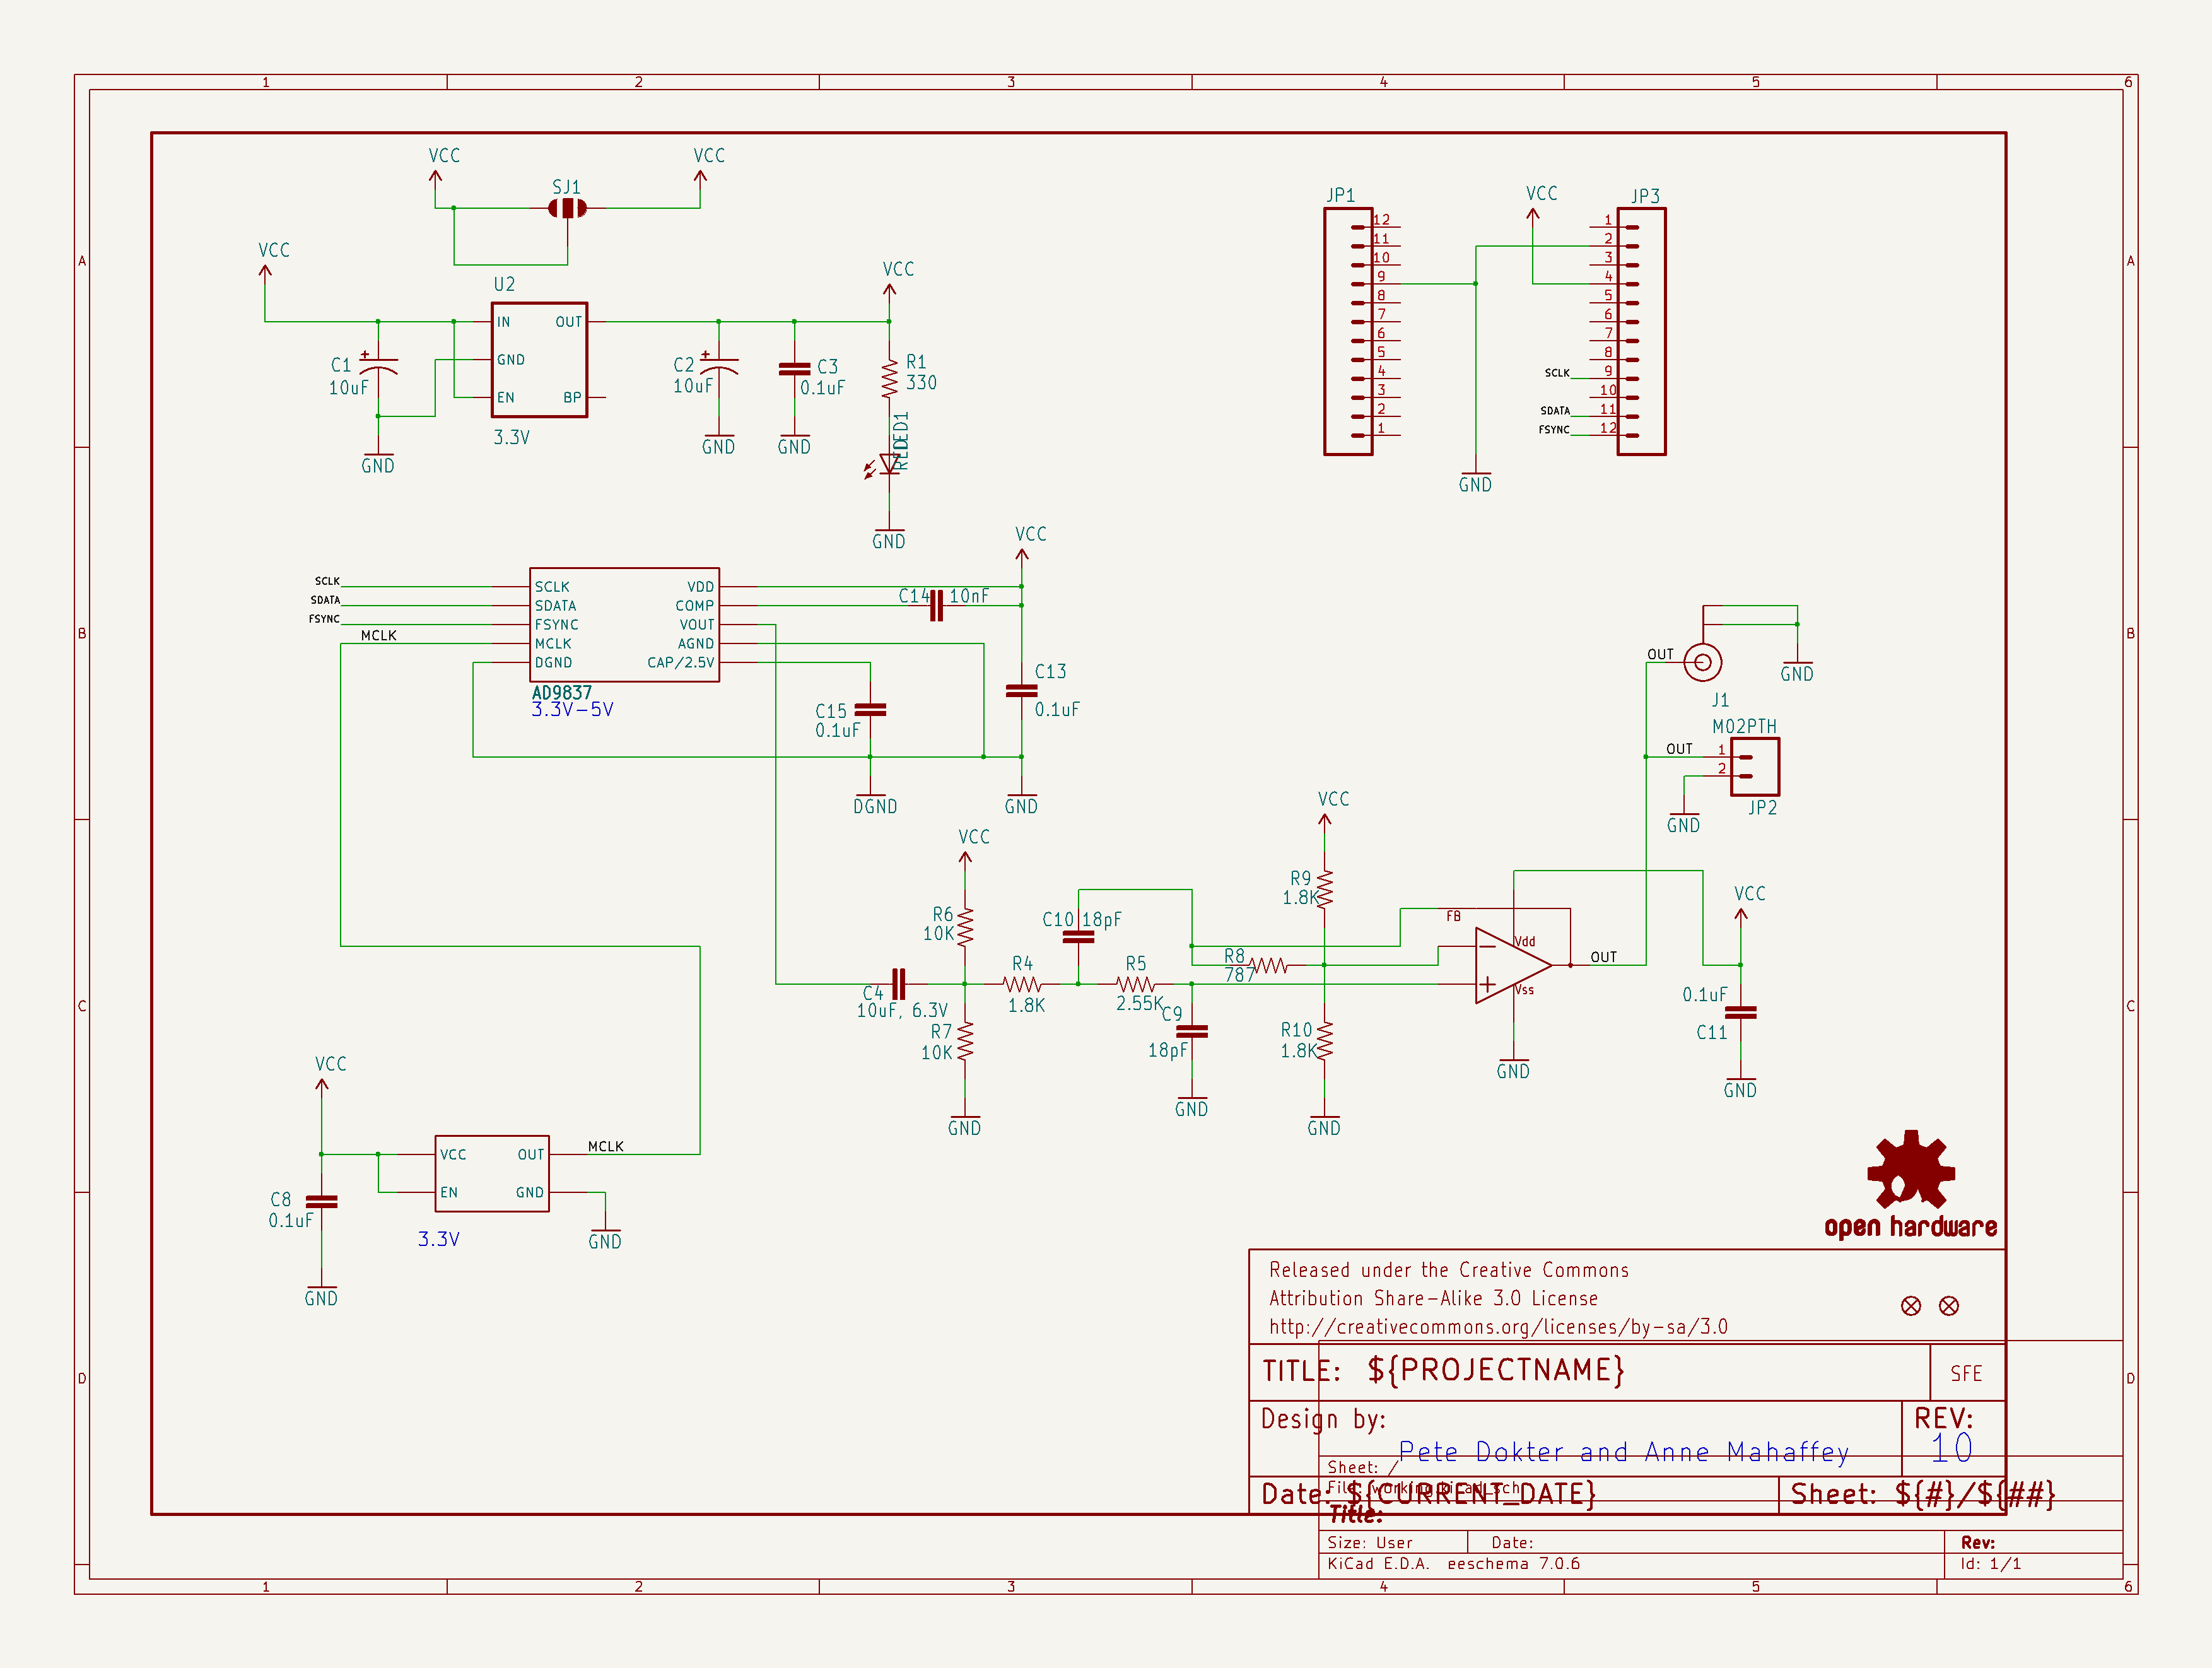 1 2 3 4 5 6
A A
B B
C C
D D
VCC
SJ1
VCC
VCC
U2
IN OUT
GND
EN BP
3.3V
C1
10uF
GND
C2
10uF
GND
C3
0.1uF
GND
VCC
R1
330
LED1
RED
GND
JP1
12
11
10
9
8
7
6
5
4
3
2
1
VCC
JP3
1
2
3
4
5
6
7
8
SCLK 9
10
SDATA 11
FSYNC 12
GND
SCLK
SDATA
FSYNC
MCLK
SCLK VDD
SDATA COMP
FSYNC VOUT
MCLK AGND
DGND CAP/2.5V
AD9837
3.3V-5V
VCC
C14 10nF
C13
0.1uF
C15
0.1uF
DGND
GND
OUT
GND
J1
M02PTH
OUT 1
2
JP2
GND
VCC
R6
10K
C4
10uF, 6.3V
R7
10K
GND
R4
1.8K
C10 18pF
R5
2.55K
C9
18pF
GND
VCC
R9
1.8K
R8
787
R10
1.8K
GND
FB
Vdd
Vss
OUT
GND
VCC
0.1uF
C11
GND
VCC
VCC OUT
EN GND
MCLK
C8
0.1uF
3.3V
GND
GND
open hardware
Released under the Creative Commons
Attribution Share-Alike 3.0 License
http://creativecommons.org/licenses/by-sa/3.0
TITLE: ${PROJECTNAME}
SFE
Design by:
Pete Dokter and Anne Mahaffey
REV:
10
Sheet: /
File: working.kicad_sch
Date: ${CURRENT_DATE}
Sheet: ${#}/${##}
Title:
Size: User Date: Rev:
KiCad E.D.A. eeschema 7.0.6 Id: 1/1
1 2 3 4 5 6